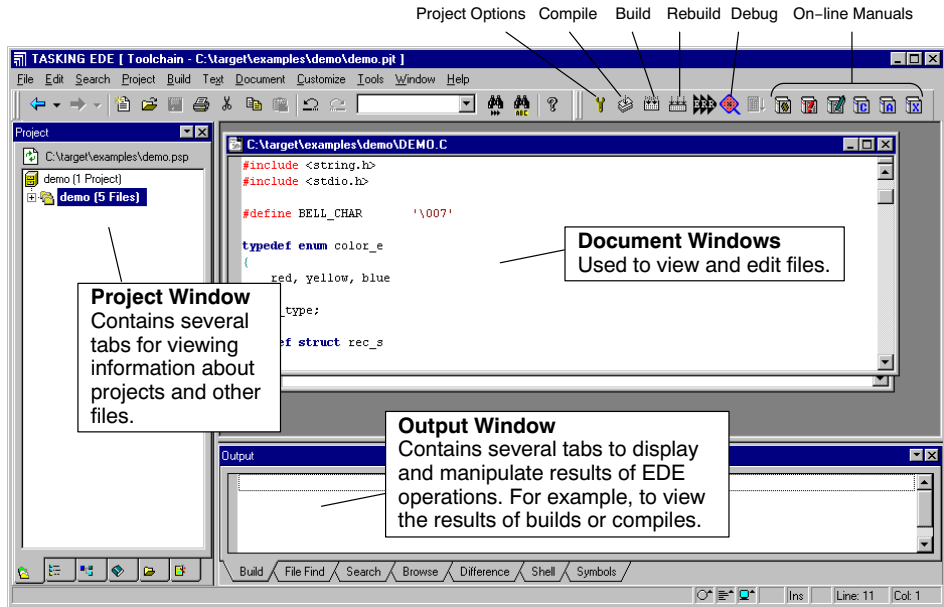 Project Options Compile Build Rebuild Debug On-line Manuals
TASKING EDE [ Toolchain - C:\target\examples\demo\demo.pjt ]
File Edit Search Project Build Text Document Customize Tools Window Help
Project
C:\target\examples\demo.psp
demo (1 Project)
demo (5 Files)
C:\target\examples\demo\DEMO.C
#include <string.h>
#include <stdio.h>
#define BELL_CHAR '\007'
typedef enum color_e
{
red, yellow, blue
_type;
ef struct rec_s
Document Windows
Used to view and edit files.
Project Window
Contains several
tabs for viewing
information about
projects and other
files.
Output Window
Contains several tabs to display
and manipulate results of EDE
operations. For example, to view
the results of builds or compiles.
Output
Build File Find Search Browse Difference Shell Symbols
Ins Line: 11 Col: 1